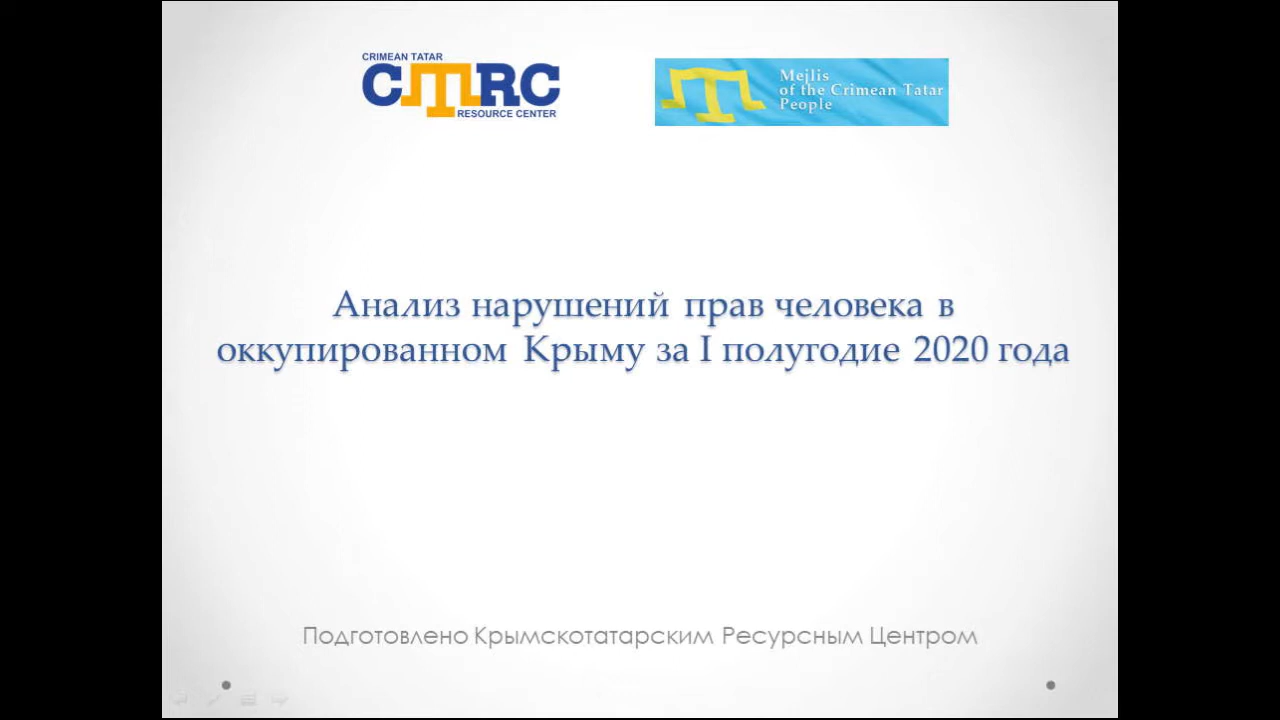 CRIMEAN TATAR
CTRC
RESOURCE CENTER
Mejlis
of the Crimean Tatar
People
Анализ нарушений прав человека в
оккупированном Крыму за I полугодие 2020 года
Подготовлено Крымскотатарским Ресурсным Центром